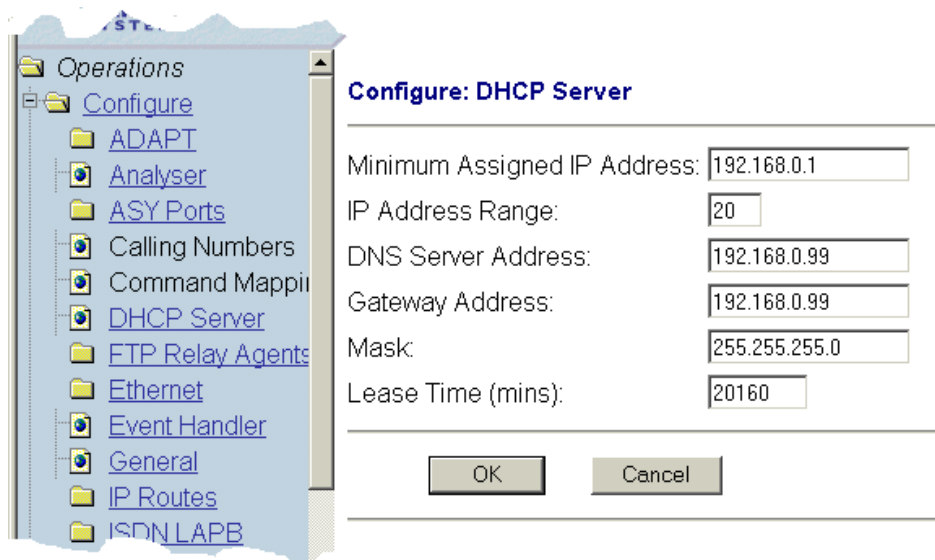 STE
Operations
Configure
ADAPT
Analyser
ASY Ports
Calling Numbers
Command Mappi
DHCP Server
FTP Relay Agents
Ethernet
Event Handler
General
IP Routes
ISDN LAPB
Configure: DHCP Server
Minimum Assigned IP Address: 192.168.0.1
IP Address Range: 20
DNS Server Address: 192.168.0.99
Gateway Address: 192.168.0.99
Mask: 255.255.255.0
Lease Time (mins): 20160
OK Cancel